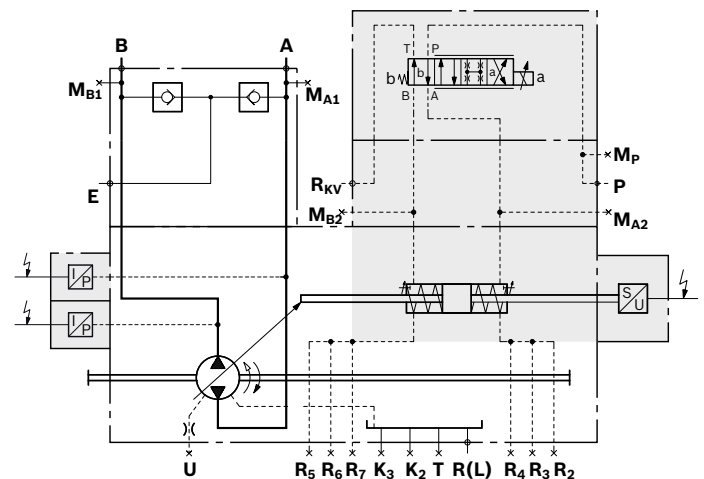 B A
T P
b b a a
B A
M_B1 M_A1
M_P
E R_KV P
M_B2 M_A2
I/P
S/U
I/P
U R_5 R_6 R_7 K_3 K_2 T R(L) R_4 R_3 R_2